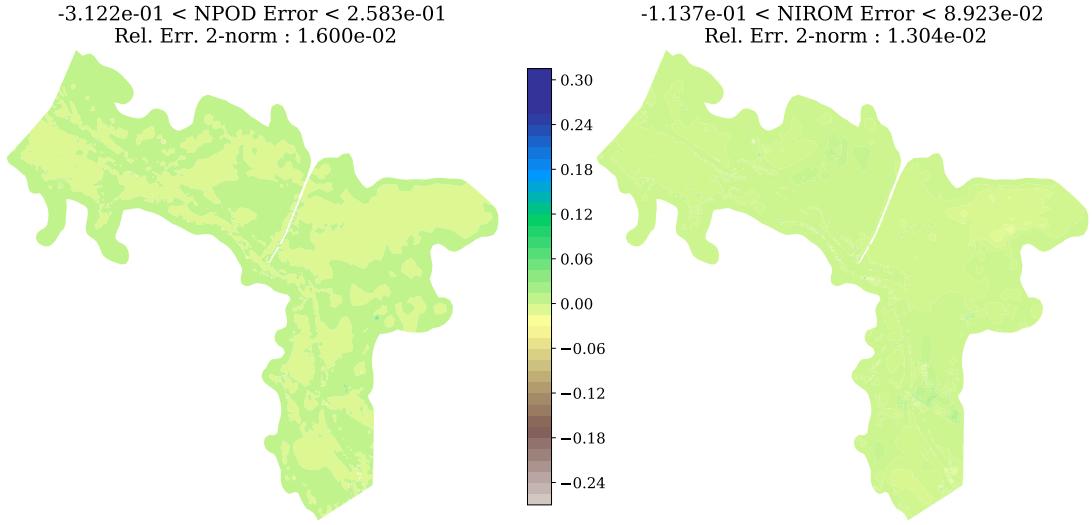 -3.122e-01 < NPOD Error < 2.583e-01
Rel. Err. 2-norm : 1.600e-02
-1.137e-01 < NIROM Error < 8.923e-02
Rel. Err. 2-norm : 1.304e-02
0.30
0.24
0.18
0.12
0.06
0.00
−0.06
−0.12
−0.18
−0.24